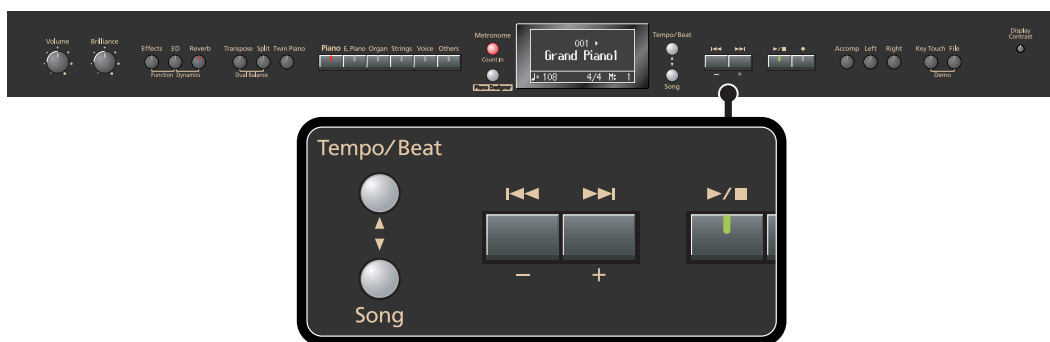 Volume
Brilliance
Effects 3D Reverb
Function Dynamics
Transpose Split Twin Piano
Dual Balance
Piano E. Piano Organ Strings Voice Others
Metronome
Count In
Piano Designer
001 ▸
Grand Piano1
♩= 108 4/4 M: 1
Tempo/Beat
▲
▼
Song
I◀◀ ▶▶I ▶/■ ●
− +
Accomp Left Right
Key Touch File
Demo
Display
Contrast
Tempo/Beat
I◀◀ ▶▶I ▶/■
▲
▼
− +
Song